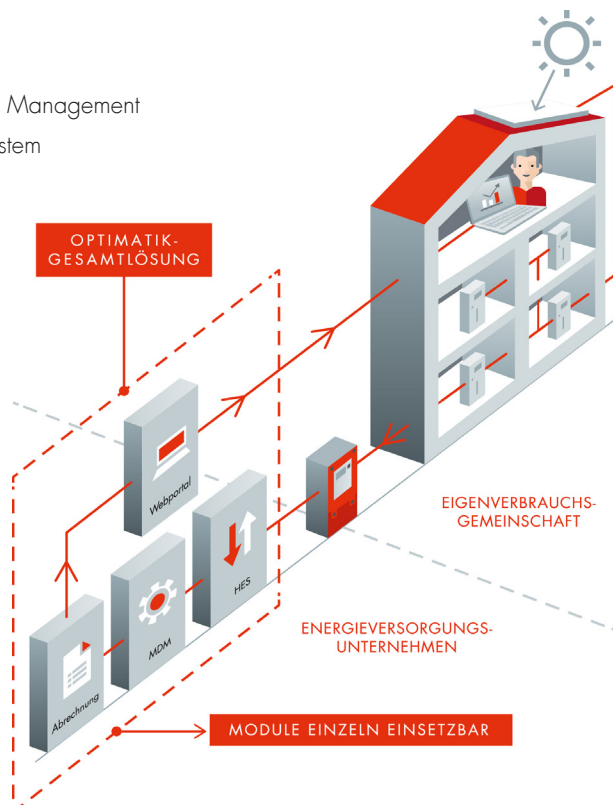 Management
stem
OPTIMATIK-
GESAMTLÖSUNG
Webportal
HES
MDM
Abrechnung
EIGENVERBRAUCHS-
GEMEINSCHAFT
ENERGIEVERSORGUNGS-
UNTERNEHMEN
MODULE EINZELN EINSETZBAR